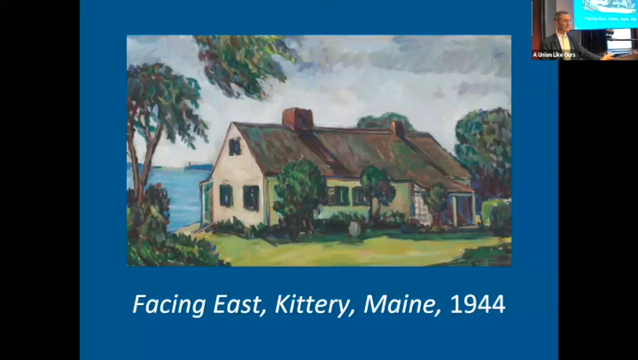 Facing East, Kittery, Maine, 1944
A Union Like Ours